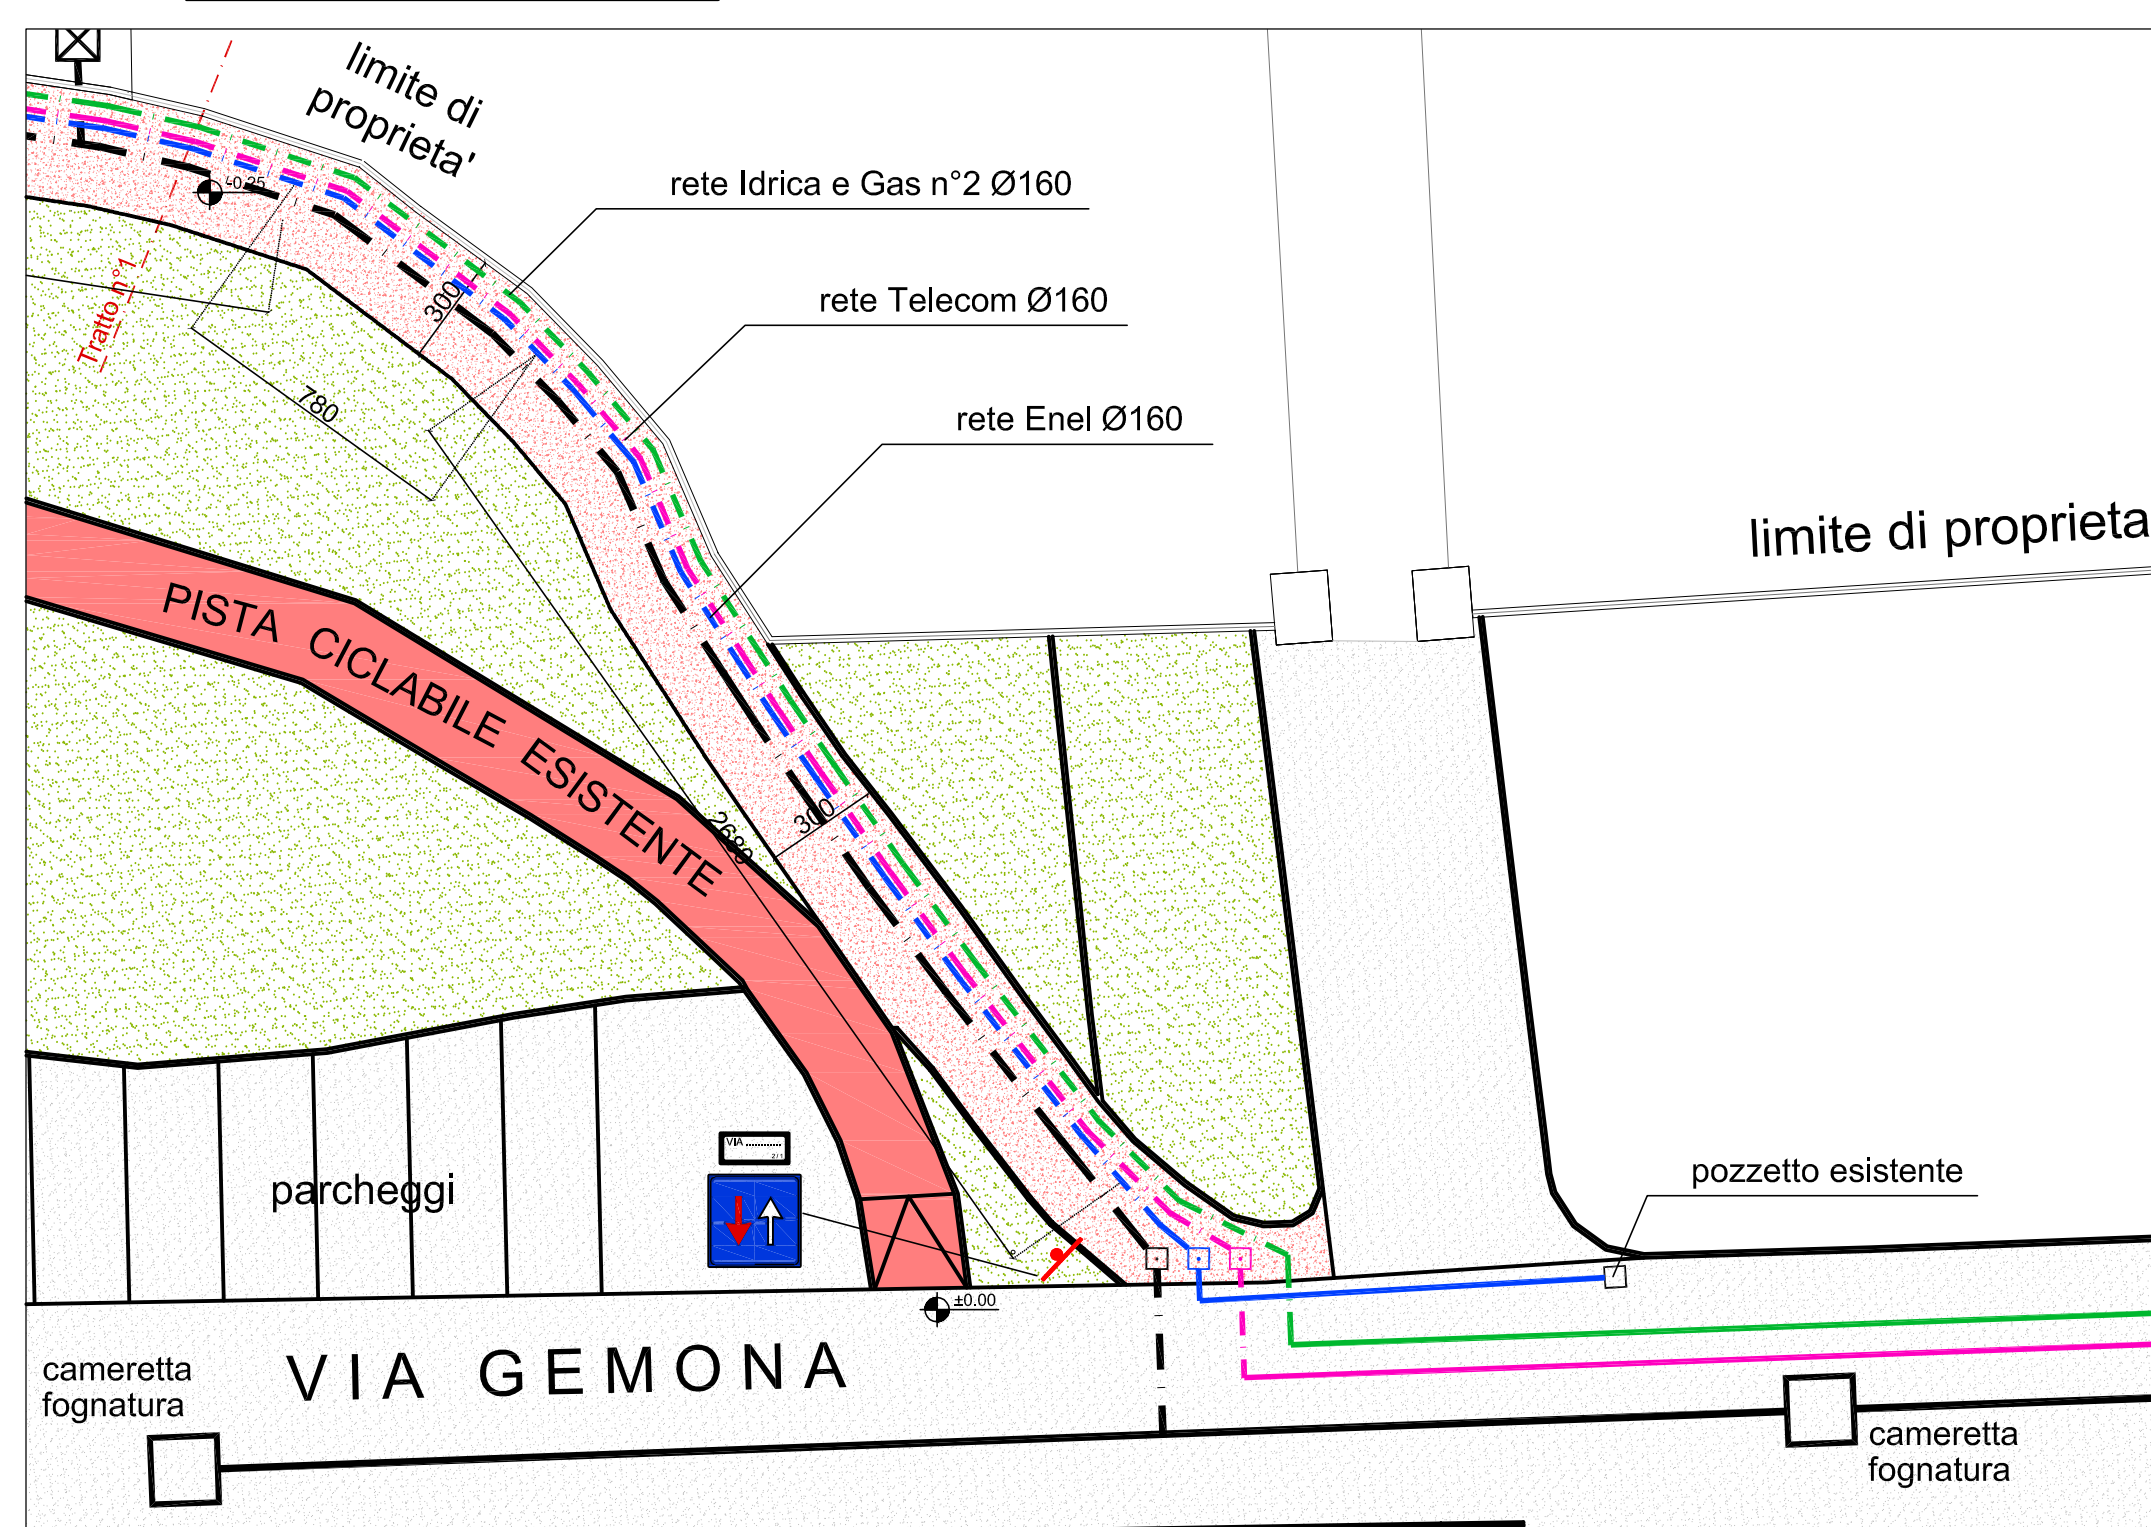 limite di
proprieta'
rete Idrica e Gas n°2 Ø160
-0.25
Tratto n°1
300
rete Telecom Ø160
780
rete Enel Ø160
limite di proprieta
PISTA CICLABILE ESISTENTE
300
2680
VIA ............
2/1
parcheggi
pozzetto esistente
±0.00
VIA GEMONA
cameretta
fognatura
cameretta
fognatura